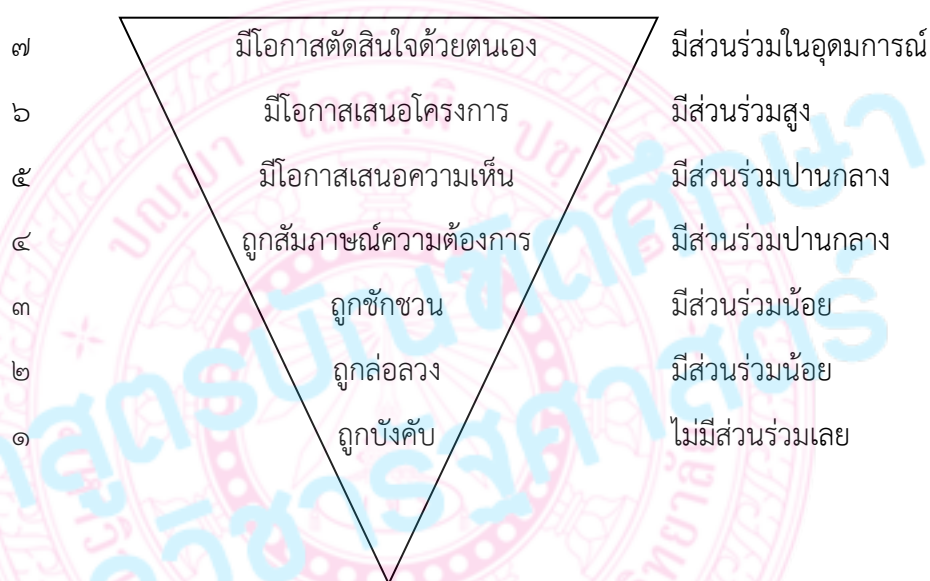 ๗ มีโอกาสตัดสินใจด้วยตนเอง มีส่วนร่วมในอุดมการณ์
๖ มีโอกาสเสนอโครงการ มีส่วนร่วมสูง
๕ มีโอกาสเสนอความเห็น มีส่วนร่วมปานกลาง
๔ ถูกสัมภาษณ์ความต้องการ มีส่วนร่วมปานกลาง
๓ ถูกชักชวน มีส่วนร่วมน้อย
๒ ถูกล่อลวง มีส่วนร่วมน้อย
๑ ถูกบังคับ ไม่มีส่วนร่วมเลย